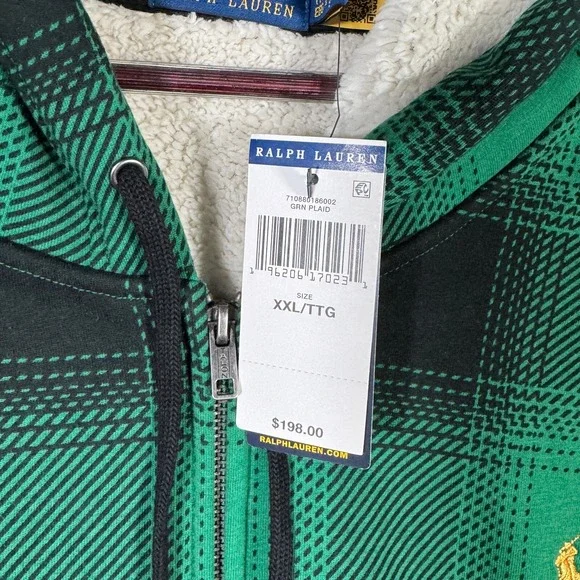 RALPH LAUREN
RALPH LAUREN
710880186002
GRN PLAID
1 96206 17023 1
SIZE
XXL/TTG
$198.00
RALPHLAUREN.COM